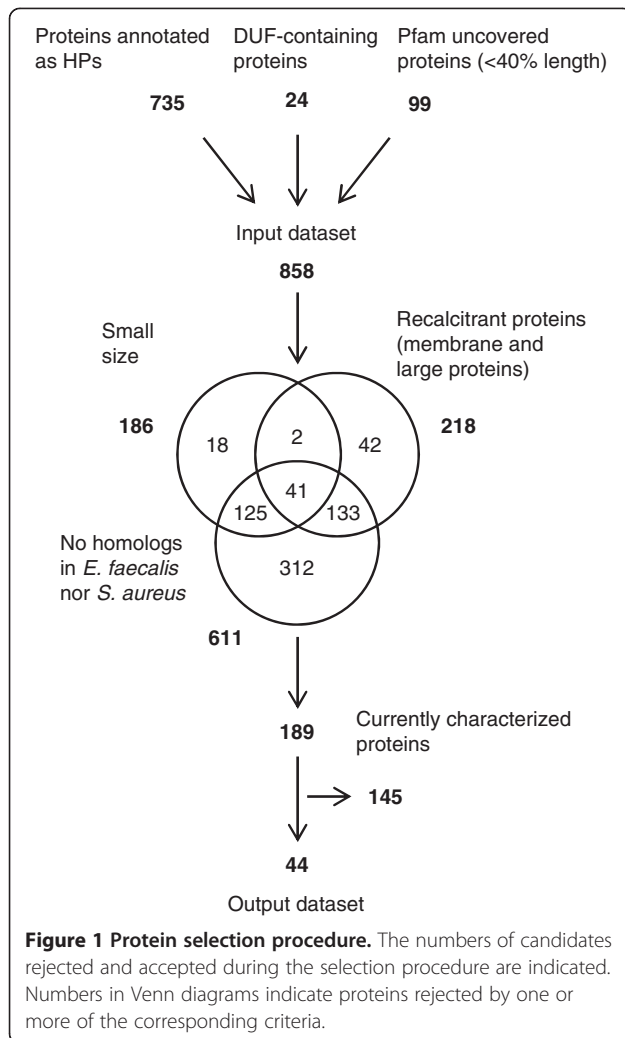 Proteins annotated
as HPs
735
DUF-containing
proteins
24
Pfam uncovered
proteins (<40% length)
99
Input dataset
858
Small
size
186
Recalcitrant proteins
(membrane and
large proteins)
218
18
2
42
41
125
133
312
No homologs
in E. faecalis
nor S. aureus
611
189
Currently characterized
proteins
145
44
Output dataset
Figure 1 Protein selection procedure. The numbers of candidates
rejected and accepted during the selection procedure are indicated.
Numbers in Venn diagrams indicate proteins rejected by one or
more of the corresponding criteria.